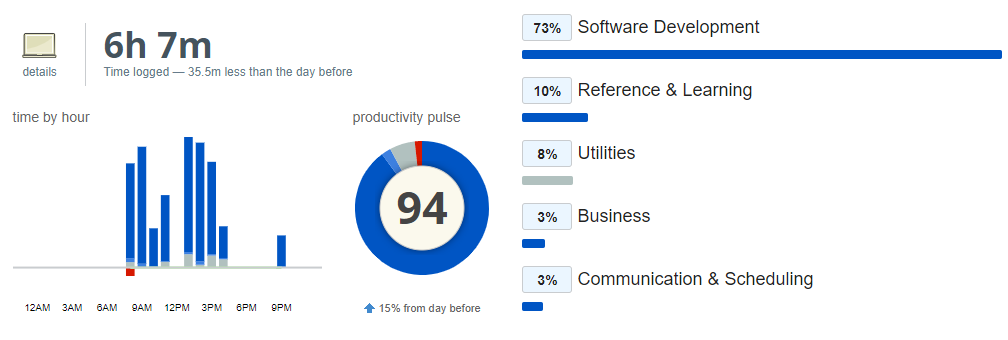 details
6h 7m
Time logged — 35.5m less than the day before
time by hour
12AM 3AM 6AM 9AM 12PM 3PM 6PM 9PM
productivity pulse
94
15% from day before
73% Software Development
10% Reference & Learning
8% Utilities
3% Business
3% Communication & Scheduling